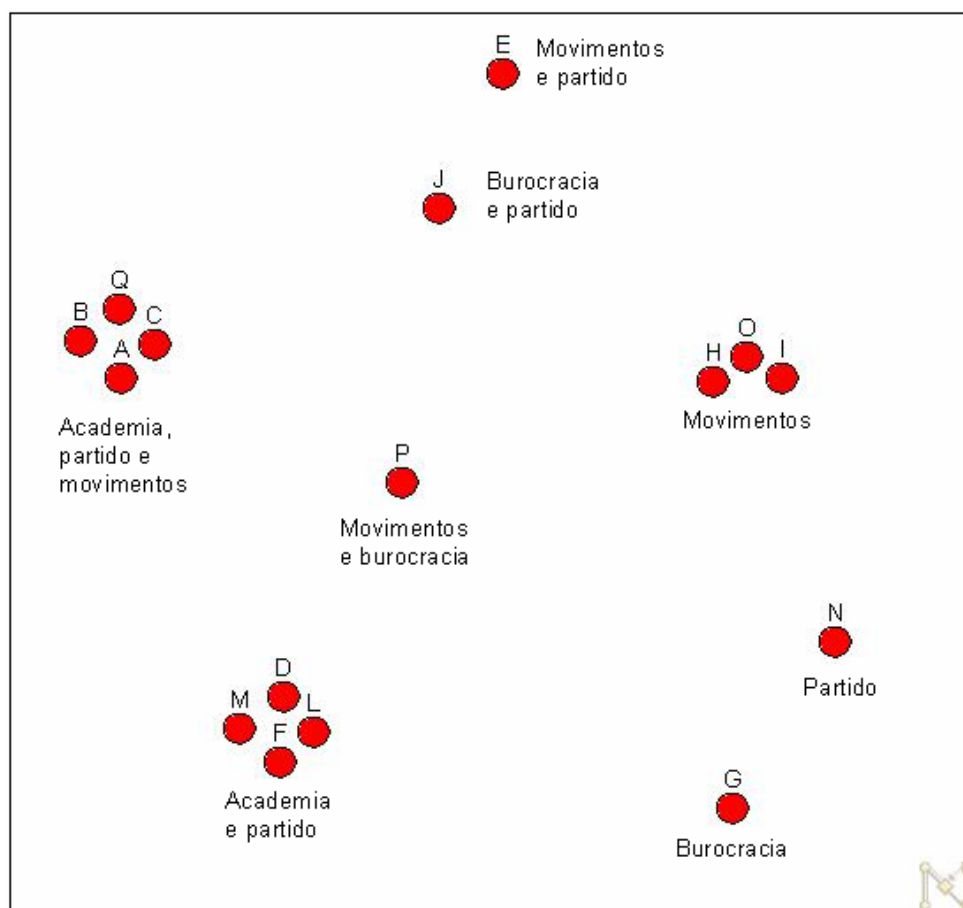 E
Movimentos
e partido
J
Burocracia
e partido
Q
B
C
A
Academia,
partido e
movimentos
O
H
I
Movimentos
P
Movimentos
e burocracia
N
Partido
D
M
L
F
Academia
e partido
G
Burocracia